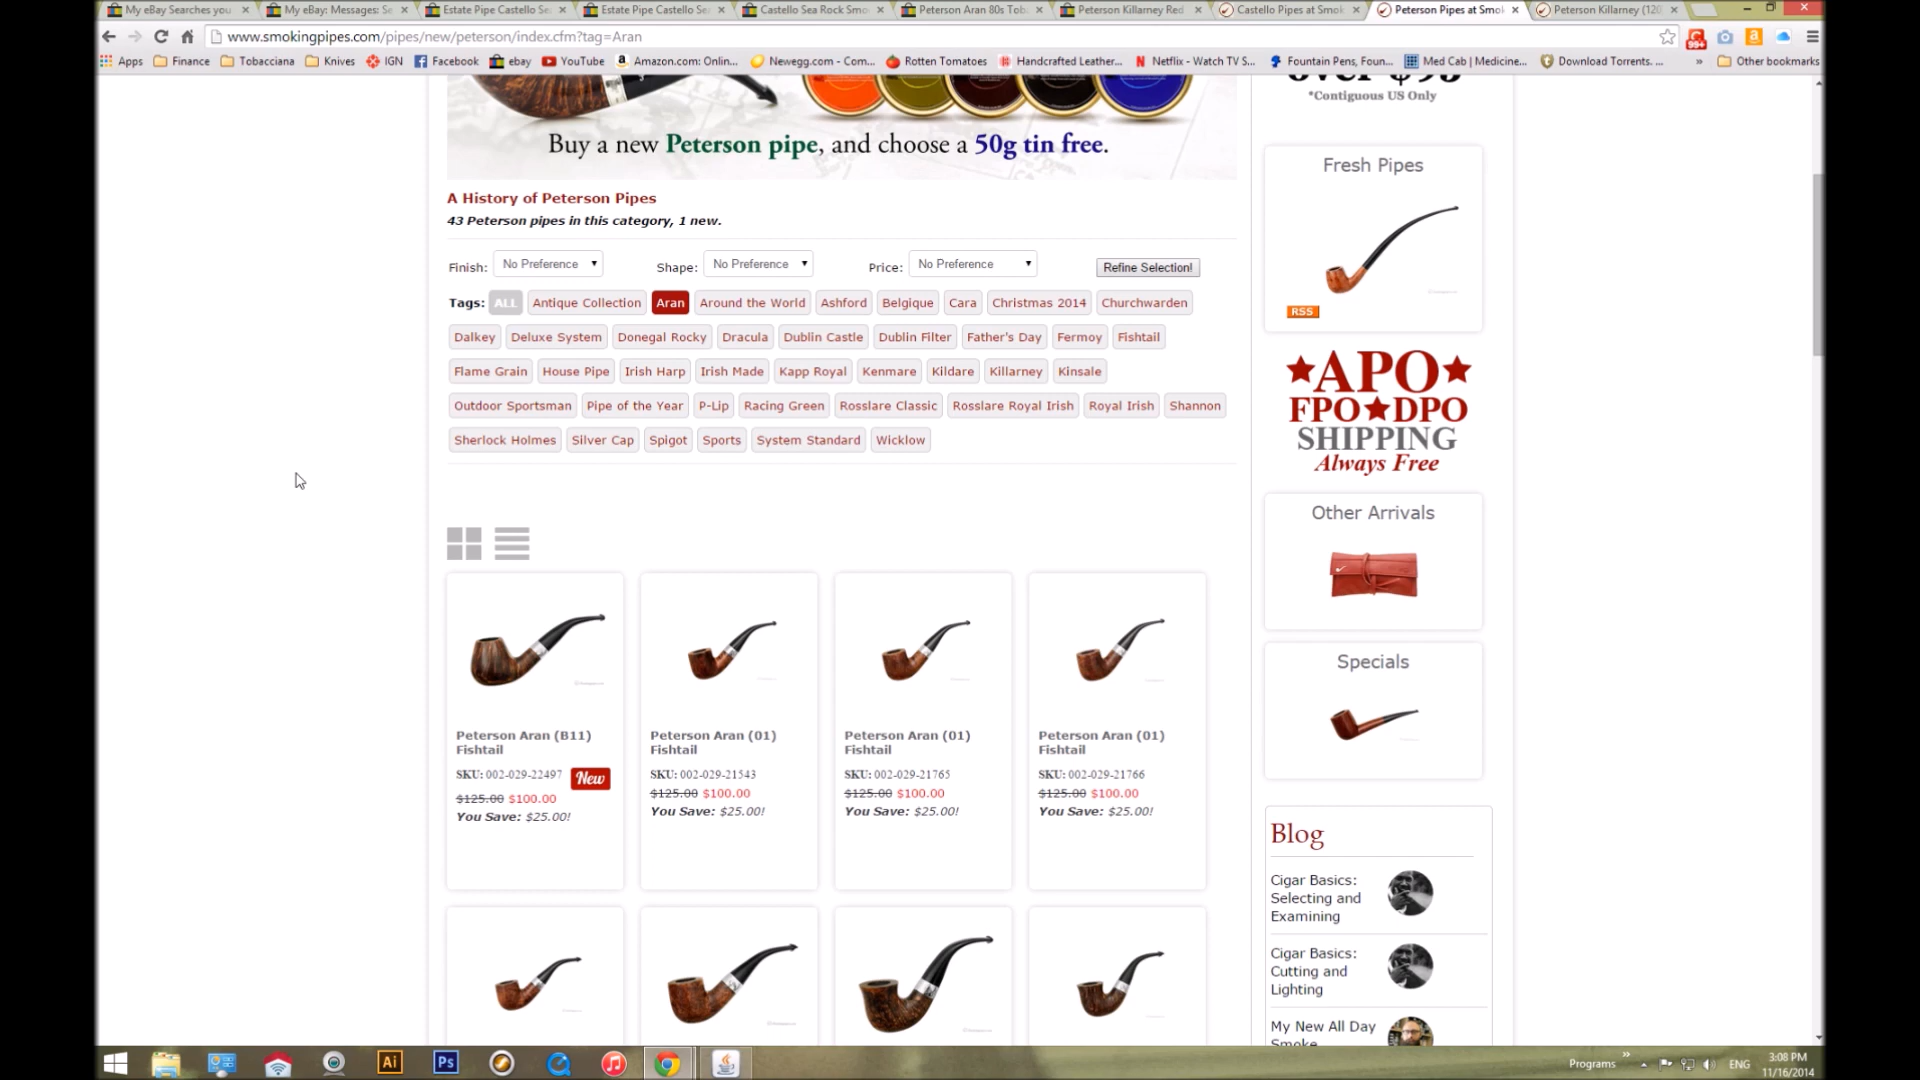 My eBay Searches you
My eBay: Messages: Se
Estate Pipe Castello Sea
Estate Pipe Castello Sea
Castello Sea Rock Smo
Peterson Aran 80s Tob
Peterson Killarney Red
Castello Pipes at Smok
Peterson Pipes at Smok
Peterson Killarney (120
www.smokingpipes.com/pipes/new/peterson/index.cfm?tag=Aran
99+
Apps Finance Tobacciana Knives IGN Facebook ebay YouTube Amazon.com: Onlin... Newegg.com - Com... Rotten Tomatoes Handcrafted Leather... Netflix - Watch TV S... Fountain Pens, Foun... Med Cab | Medicine... Download Torrents. ... » Other bookmarks
over $95
*Contiguous US Only
Buy a new Peterson pipe, and choose a 50g tin free.
A History of Peterson Pipes
43 Peterson pipes in this category, 1 new.
Finish: No Preference Shape: No Preference Price: No Preference Refine Selection!
Tags: ALL Antique Collection Aran Around the World Ashford Belgique Cara Christmas 2014 Churchwarden
Dalkey Deluxe System Donegal Rocky Dracula Dublin Castle Dublin Filter Father's Day Fermoy Fishtail
Flame Grain House Pipe Irish Harp Irish Made Kapp Royal Kenmare Kildare Killarney Kinsale
Outdoor Sportsman Pipe of the Year P-Lip Racing Green Rosslare Classic Rosslare Royal Irish Royal Irish Shannon
Sherlock Holmes Silver Cap Spigot Sports System Standard Wicklow
Peterson Aran (B11)
Fishtail
SKU: 002-029-22497 New
$125.00 $100.00
You Save: $25.00!
Peterson Aran (01)
Fishtail
SKU: 002-029-21543
$125.00 $100.00
You Save: $25.00!
Peterson Aran (01)
Fishtail
SKU: 002-029-21765
$125.00 $100.00
You Save: $25.00!
Peterson Aran (01)
Fishtail
SKU: 002-029-21766
$125.00 $100.00
You Save: $25.00!
Fresh Pipes
RSS
APO
FPO DPO
SHIPPING
Always Free
Other Arrivals
Specials
Blog
Cigar Basics:
Selecting and
Examining
Cigar Basics:
Cutting and
Lighting
My New All Day
Smoke
Ai
Ps
Programs »
ENG
3:08 PM
11/16/2014